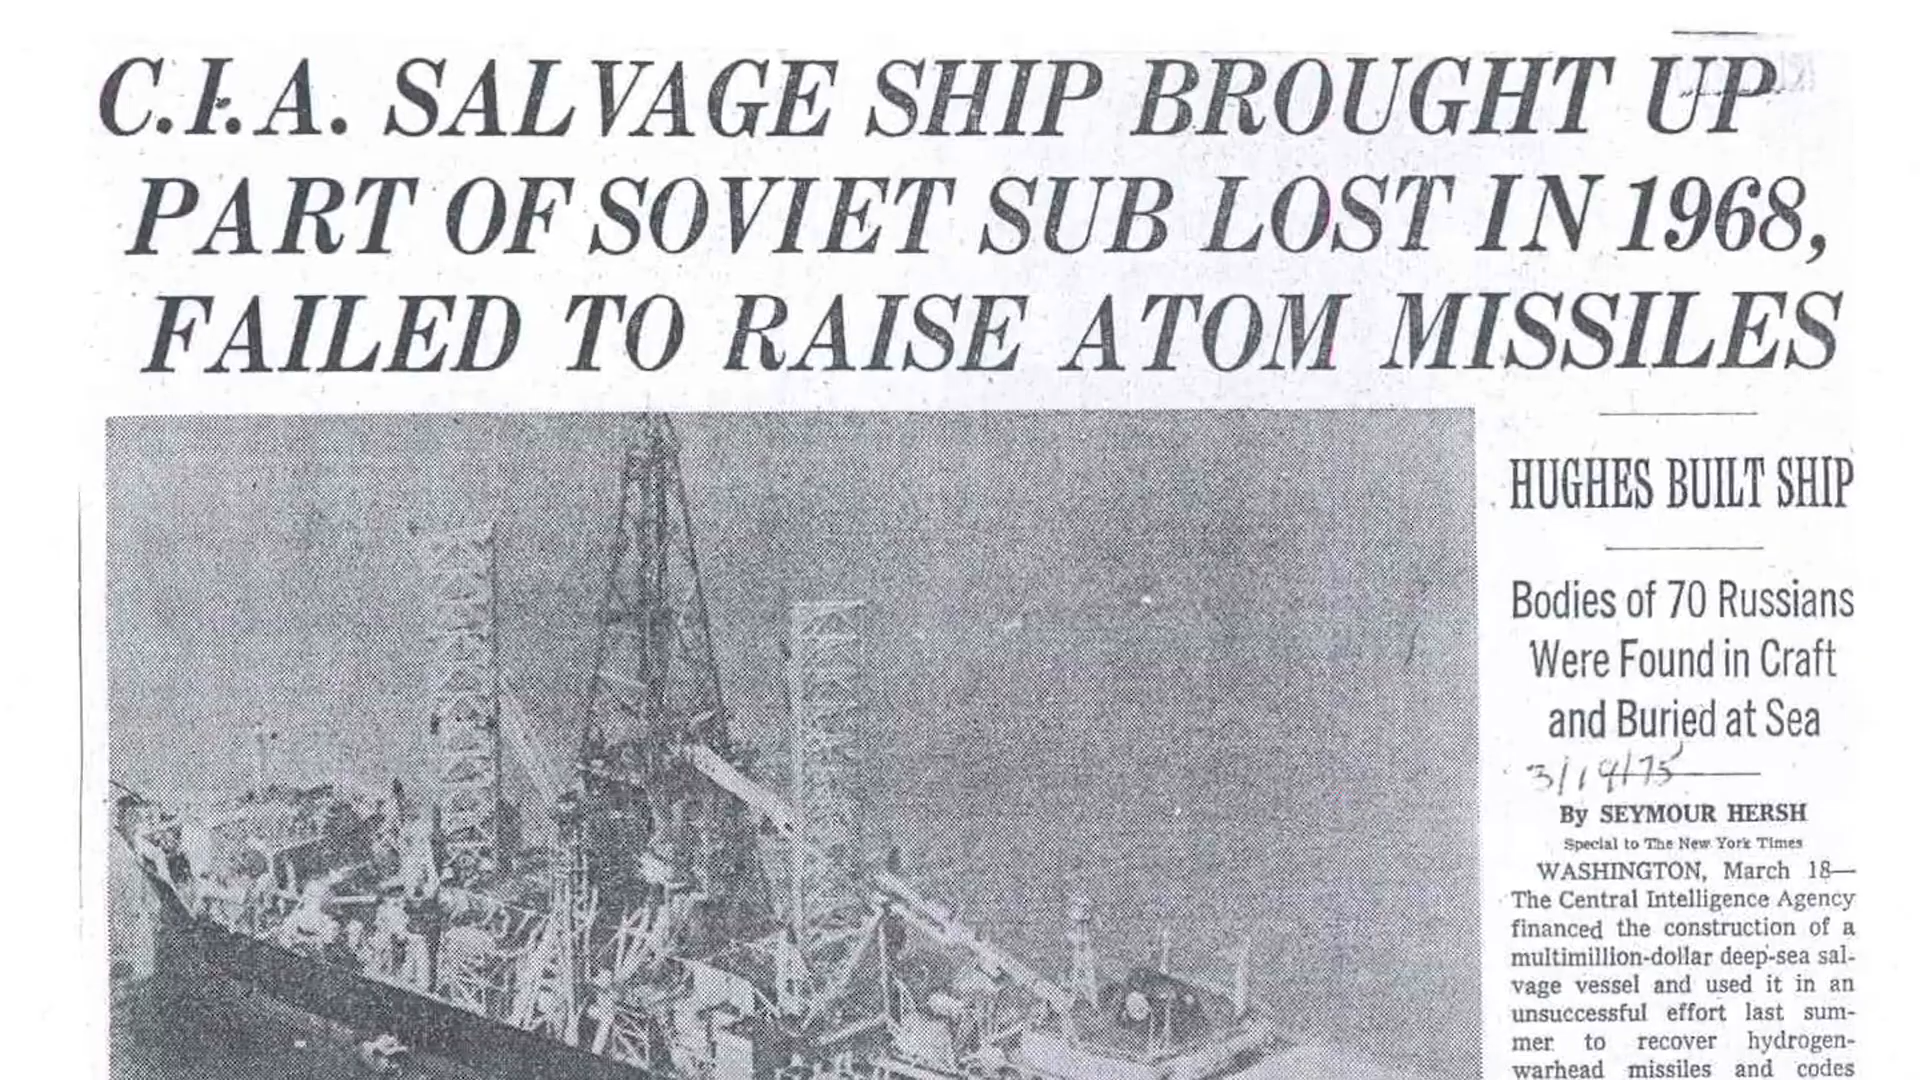 C.I.A. SALVAGE SHIP BROUGHT UP
PART OF SOVIET SUB LOST IN 1968,
FAILED TO RAISE ATOM MISSILES
HUGHES BUILT SHIP
Bodies of 70 Russians
Were Found in Craft
and Buried at Sea
3/19/75
By SEYMOUR HERSH
Special to The New York Times
WASHINGTON, March 18—
The Central Intelligence Agency
financed the construction of a
multimillion-dollar deep-sea sal-
vage vessel and used it in an
unsuccessful effort last sum-
mer to recover hydrogen-
warhead missiles and codes